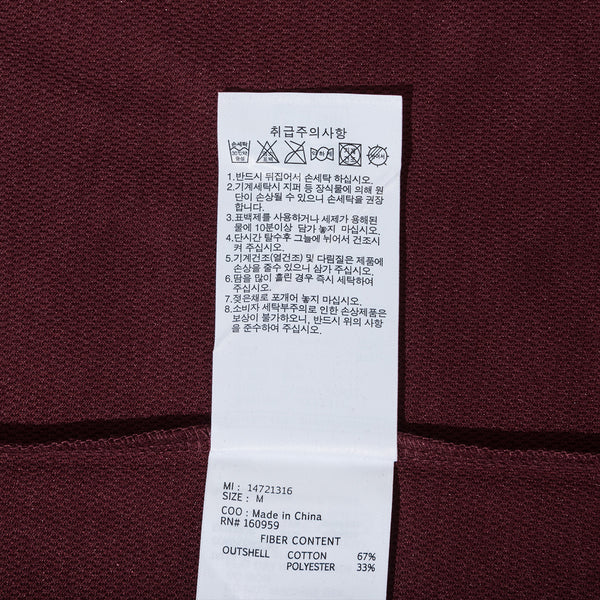 취급주의사항
손세탁
중성
1.반드시 뒤집어서 손세탁 하십시오.
2.기계세탁시 지퍼 등 장식물에 의해 원
단이 손상될 수 있으니 손세탁을 권장
합니다.
3.표백제를 사용하거나 세제가 용해된
물에 10분이상 담가 놓지 마십시오.
4.단시간 탈수후 그늘에 뉘어서 건조시
켜 주십시오.
5.기계건조(열건조) 및 다림질은 제품에
손상을 줄수있으니 삼가 주십시오.
6.땀을 많이 흘린 경우 즉시 세탁하여
주십시오.
7.젖은채로 포개어 놓지 마십시오.
8.소비자 세탁부주의로 인한 손상제품은
보상이 불가하오니, 반드시 위의 사항
을 준수하여 주십시오.
MI : 14721316
SIZE : M
COO : Made in China
RN# 160959
FIBER CONTENT
OUTSHELL COTTON 67%
POLYESTER 33%